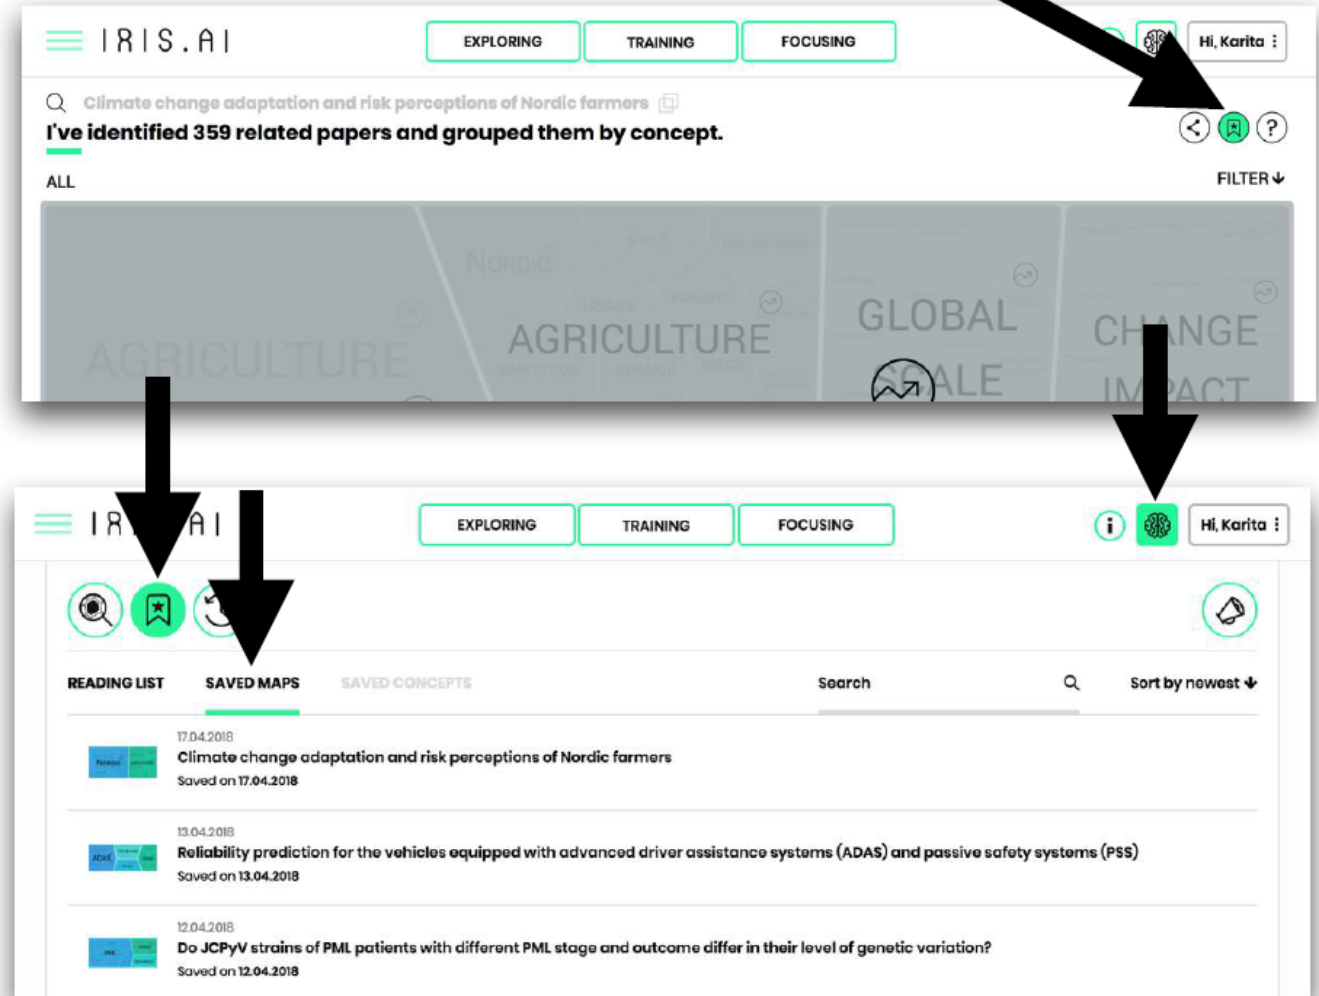 IRIS.AI
EXPLORING
TRAINING
FOCUSING
Hi, Karita
Climate change adaptation and risk perceptions of Nordic farmers
I've identified 359 related papers and grouped them by concept.
?
ALL
FILTER
NORDIC
SCALE
USAGE
AGRICULTURE
AGRICULTURE
ADAPTATION
CHANGE
GLOBAL
SCALE
CHANGE
IMPACT
EXPLORING
TRAINING
FOCUSING
i
Hi, Karita
READING LIST
SAVED MAPS
SAVED CONCEPTS
Search
Sort by newest
17.04.2018
Climate change adaptation and risk perceptions of Nordic farmers
Saved on 17.04.2018
13.04.2018
ADAS
Reliability prediction for the vehicles equipped with advanced driver assistance systems (ADAS) and passive safety systems (PSS)
Saved on 13.04.2018
12.04.2018
PML
Do JCPyV strains of PML patients with different PML stage and outcome differ in their level of genetic variation?
Saved on 12.04.2018